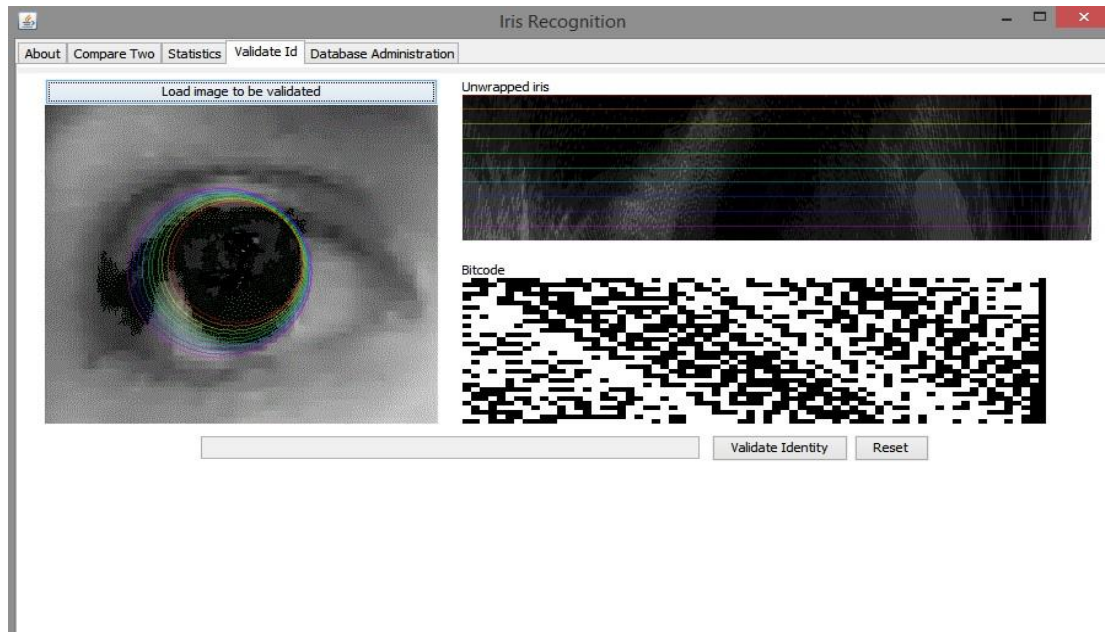 Iris Recognition
About Compare Two Statistics Validate Id Database Administration
Load image to be validated
Unwrapped iris
Bitcode
Validate Identity Reset